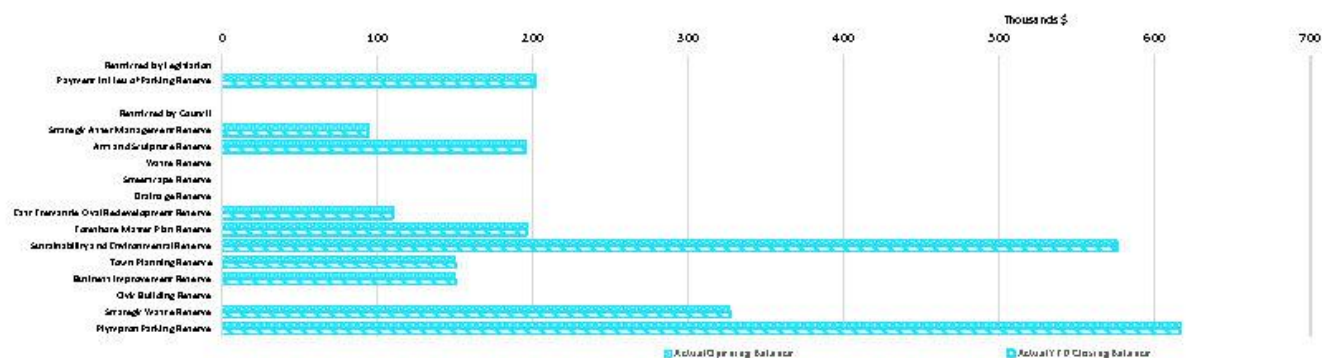 Thousands $
0 100 200 300 400 500 600 700
Restricted by Legislation
Payment in Lieu of Parking Reserve
Restricted by Council
Strategic Asset Management Reserve
Arts and Sculpture Reserve
Waste Reserve
Streetscape Reserve
Drainage Reserve
East Fremantle Oval Redevelopment Reserve
Foreshore Master Plan Reserve
Sustainability and Environmental Reserve
Town Planning Reserve
Business Improvement Reserve
Civic Building Reserve
Strategic Waste Reserve
Plympton Parking Reserve
Actual Opening Balance Actual YTD Closing Balance